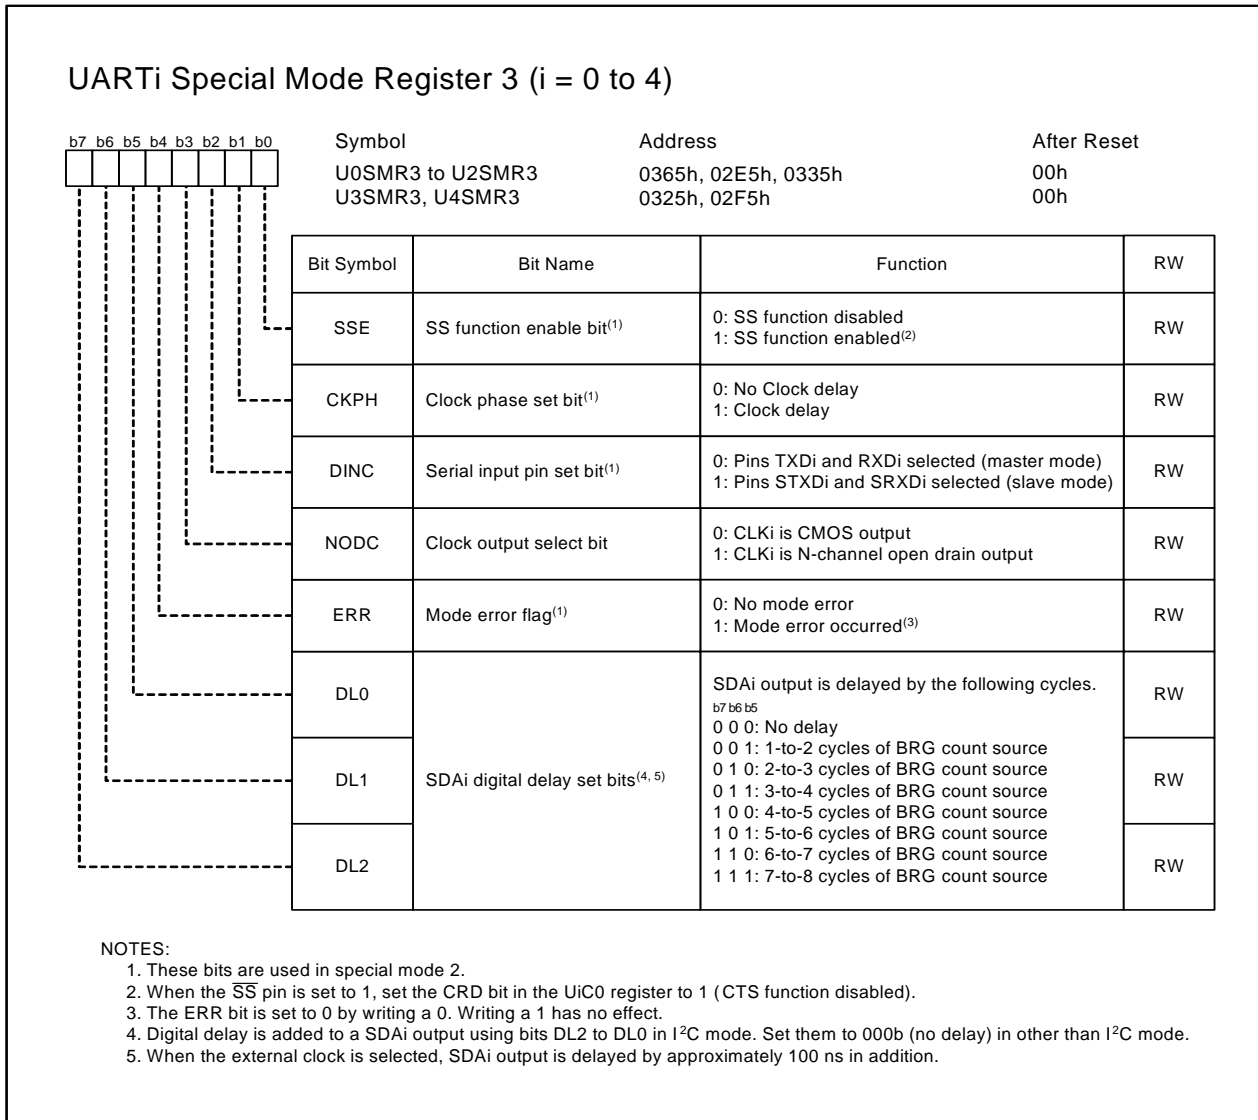 UARTi Special Mode Register 3 (i = 0 to 4)
b7 b6 b5 b4 b3 b2 b1 b0
Symbol Address After Reset
U0SMR3 to U2SMR3 0365h, 02E5h, 0335h 00h
U3SMR3, U4SMR3 0325h, 02F5h 00h
Bit Symbol Bit Name Function RW
SSE SS function enable bit(1) 0: SS function disabled RW
1: SS function enabled(2)
CKPH Clock phase set bit(1) 0: No Clock delay RW
1: Clock delay
DINC Serial input pin set bit(1) 0: Pins TXDi and RXDi selected (master mode) RW
1: Pins STXDi and SRXDi selected (slave mode)
NODC Clock output select bit 0: CLKi is CMOS output RW
1: CLKi is N-channel open drain output
ERR Mode error flag(1) 0: No mode error RW
1: Mode error occurred(3)
DL0 SDAi output is delayed by the following cycles. RW
b7 b6 b5
0 0 0: No delay
0 0 1: 1-to-2 cycles of BRG count source
0 1 0: 2-to-3 cycles of BRG count source
DL1 SDAi digital delay set bits(4, 5) 0 1 1: 3-to-4 cycles of BRG count source RW
1 0 0: 4-to-5 cycles of BRG count source
1 0 1: 5-to-6 cycles of BRG count source
1 1 0: 6-to-7 cycles of BRG count source
DL2 1 1 1: 7-to-8 cycles of BRG count source RW
NOTES:
1. These bits are used in special mode 2.
2. When the S̅S̅ pin is set to 1, set the CRD bit in the UiC0 register to 1 (CTS function disabled).
3. The ERR bit is set to 0 by writing a 0. Writing a 1 has no effect.
4. Digital delay is added to a SDAi output using bits DL2 to DL0 in I²C mode. Set them to 000b (no delay) in other than I²C mode.
5. When the external clock is selected, SDAi output is delayed by approximately 100 ns in addition.